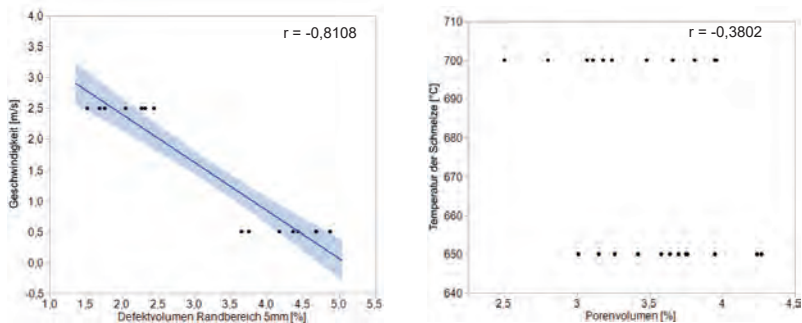 r = -0,8108
Geschwindigkeit [m/s]
4,0
3,5
3,0
2,5
2,0
1,5
1,0
0,5
0,0
-0,5
1,0 1,5 2,0 2,5 3,0 3,5 4,0 4,5 5,0 5,5
Defektvolumen Randbereich 5mm [%]
r = -0,3802
Temperatur der Schmelze [°C]
710
700
690
680
670
660
650
640
2,5 3 3,5 4 4,5
Porenvolumen [%]